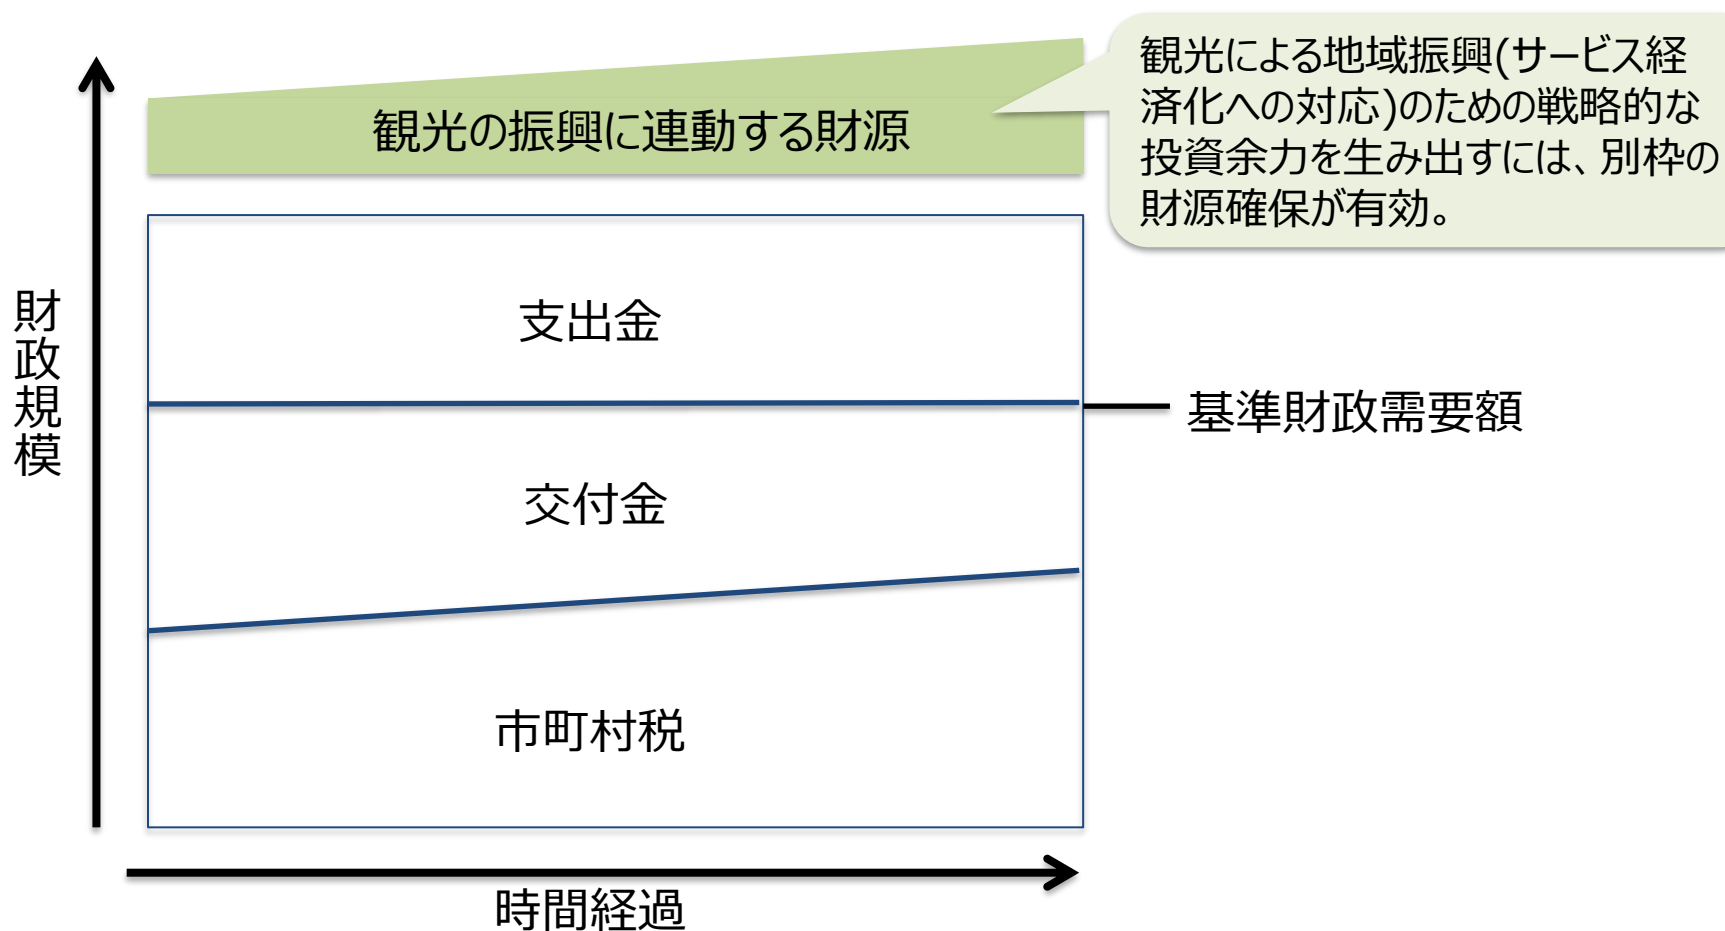 観光による地域振興(サービス経
済化への対応)のための戦略的な
投資余力を生み出すには、別枠の
財源確保が有効。
観光の振興に連動する財源
支出金
財政規模
基準財政需要額
交付金
市町村税
時間経過